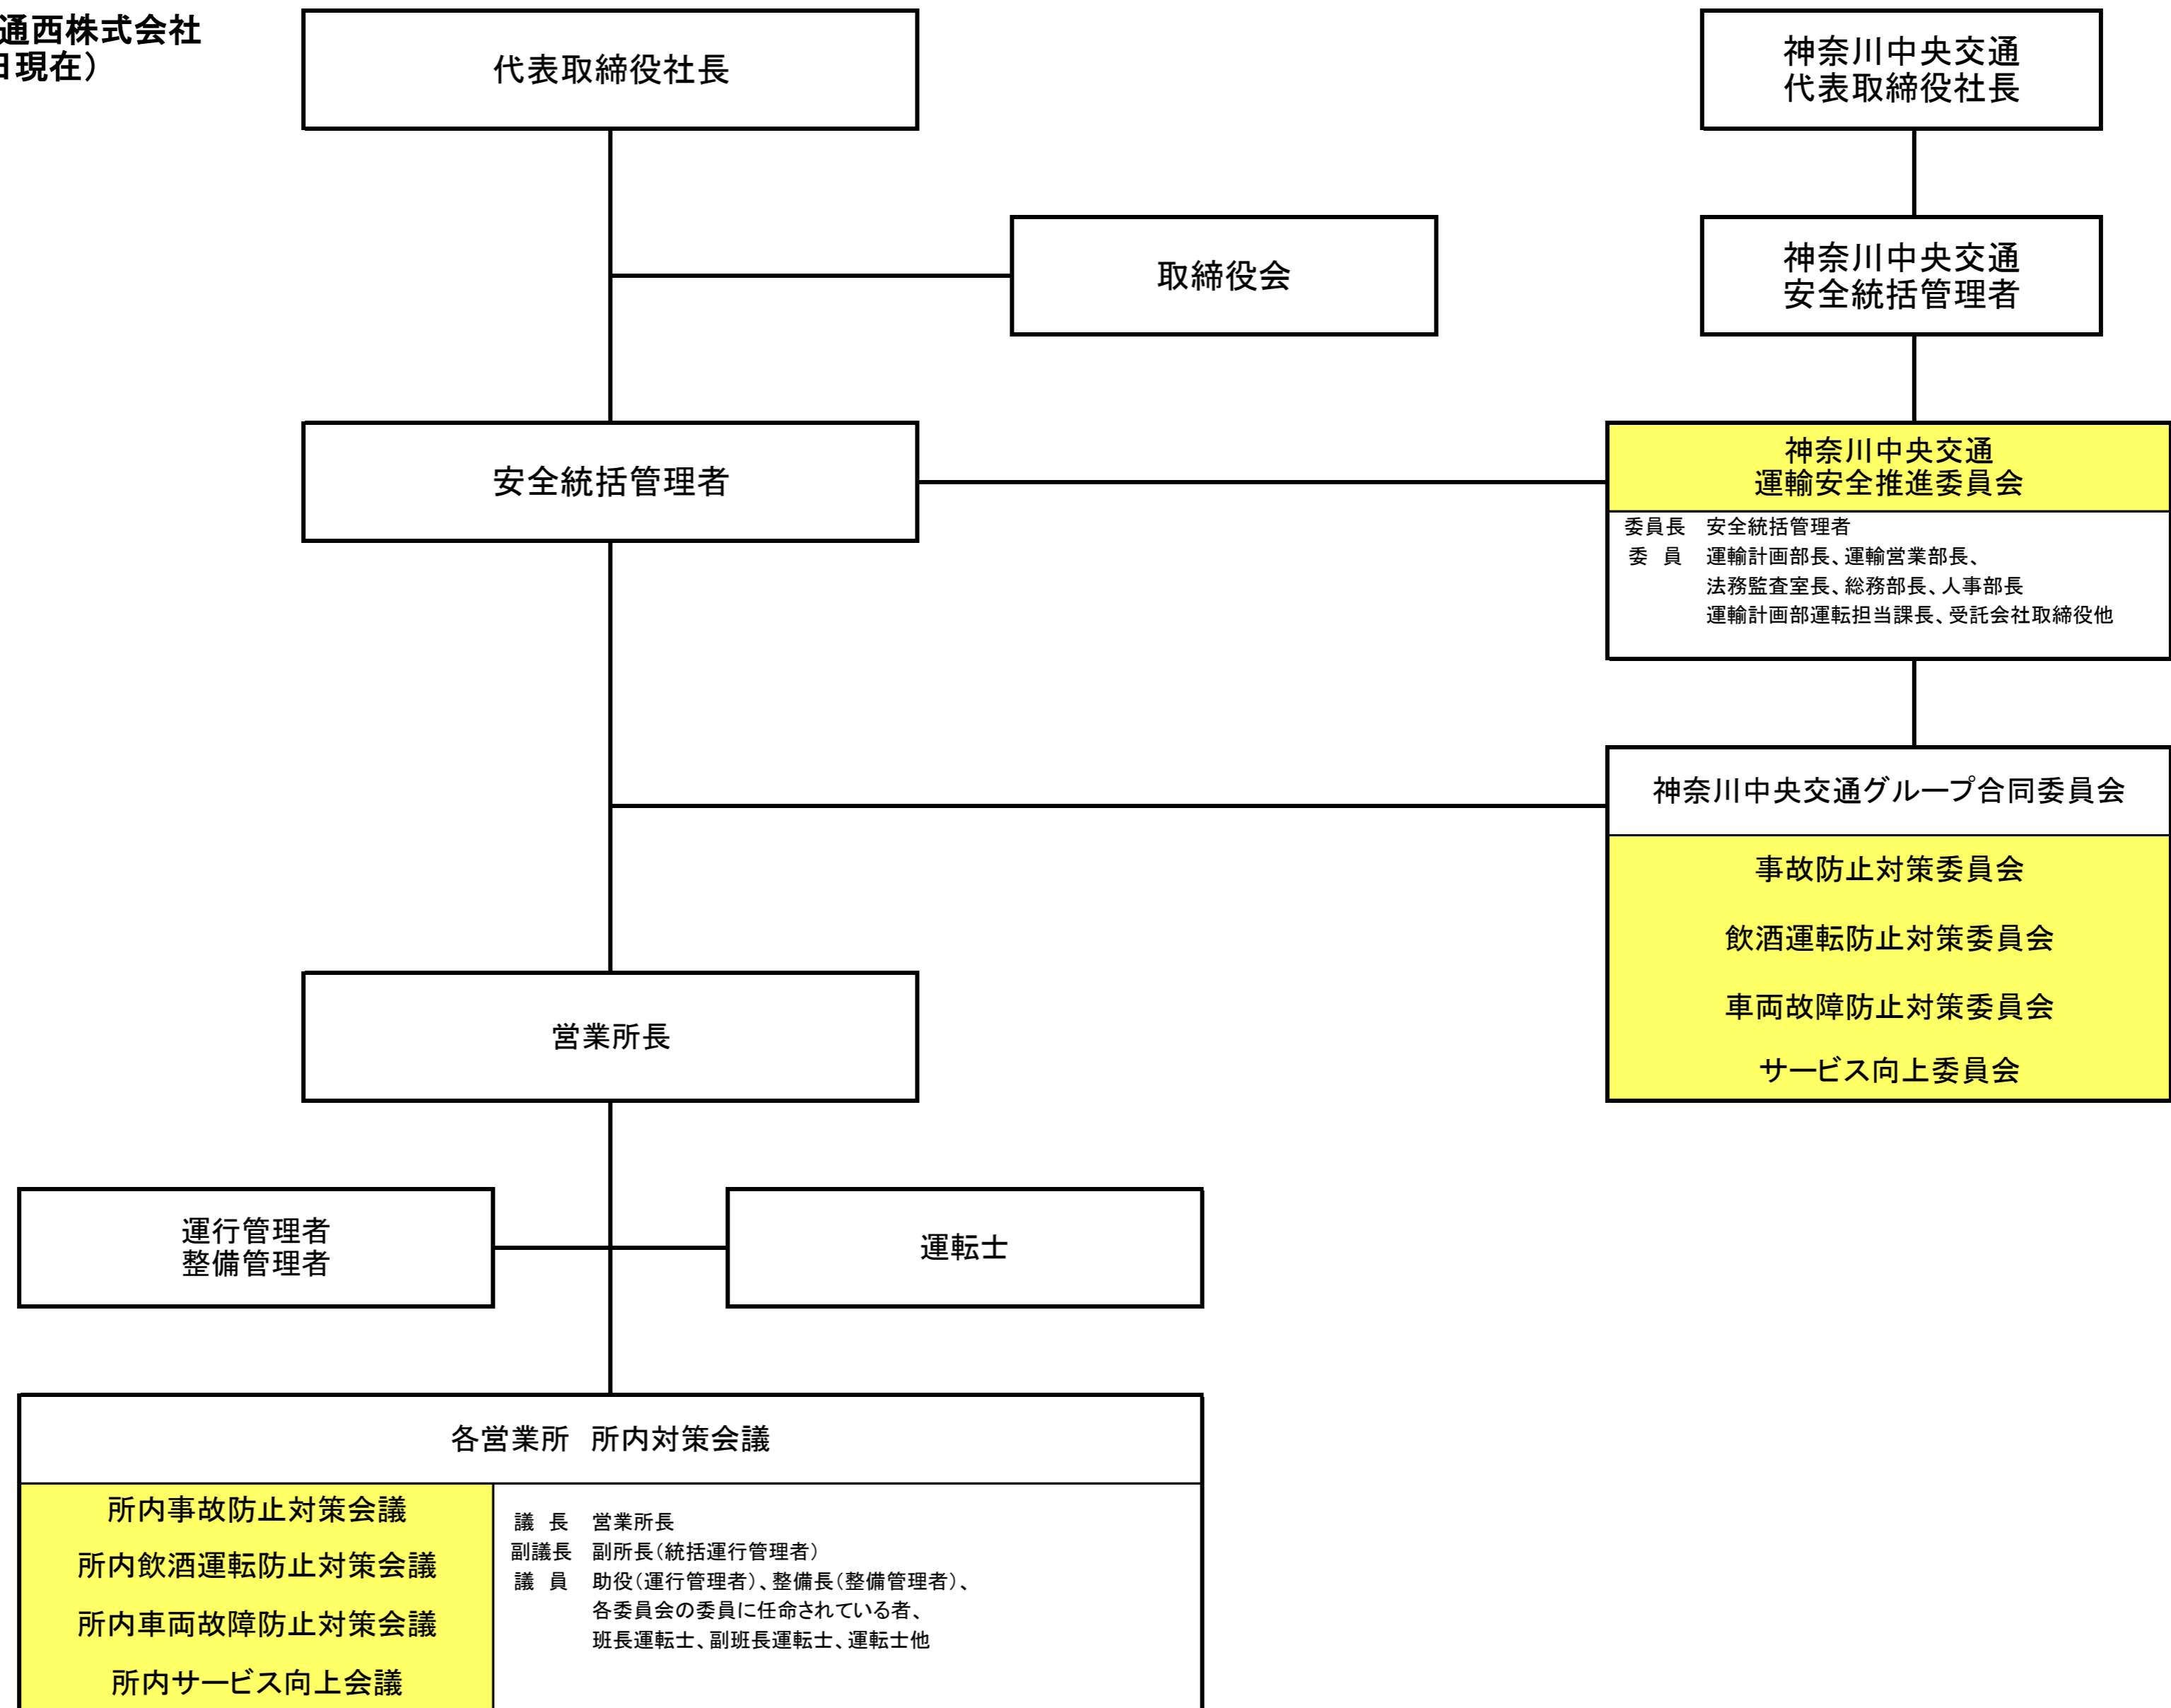 通西株式会社
日現在）
代表取締役社長
神奈川中央交通
代表取締役社長
取締役会
神奈川中央交通
安全統括管理者
安全統括管理者
神奈川中央交通
運輸安全推進委員会
委員長　安全統括管理者
委　員　運輸計画部長、運輸営業部長、
法務監査室長、総務部長、人事部長
運輸計画部運転担当課長、受託会社取締役他
神奈川中央交通グループ合同委員会
事故防止対策委員会
飲酒運転防止対策委員会
車両故障防止対策委員会
サービス向上委員会
営業所長
運行管理者
整備管理者
運転士
各営業所　所内対策会議
所内事故防止対策会議
所内飲酒運転防止対策会議
所内車両故障防止対策会議
所内サービス向上会議
議　長　営業所長
副議長　副所長（統括運行管理者）
議　員　助役（運行管理者）、整備長（整備管理者）、
各委員会の委員に任命されている者、
班長運転士、副班長運転士、運転士他